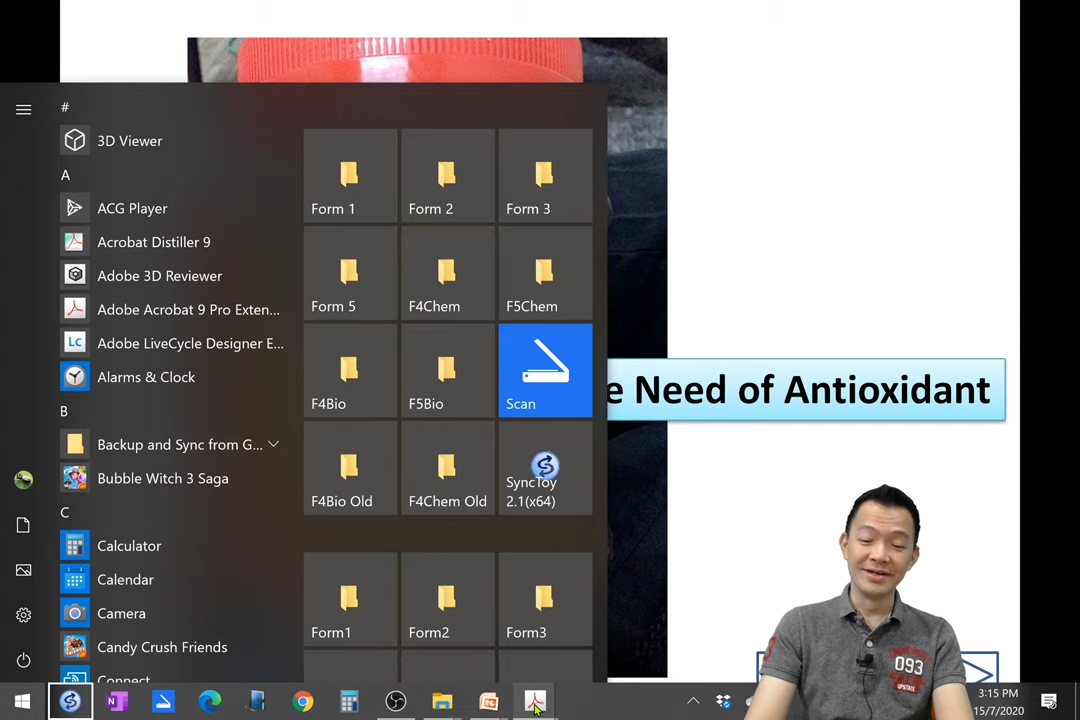 #
3D Viewer
A
ACG Player
Acrobat Distiller 9
Adobe 3D Reviewer
Adobe Acrobat 9 Pro Exten...
Adobe LiveCycle Designer E...
Alarms & Clock
B
Backup and Sync from G...
Bubble Witch 3 Saga
C
Calculator
Calendar
Camera
Candy Crush Friends
Connect
Form 1
Form 2
Form 3
Form 5
F4Chem
F5Chem
F4Bio
F5Bio
Scan
F4Bio Old
F4Chem Old
SyncToy
2.1(x64)
Form1
Form2
Form3
e Need of Antioxidant
093
UPSTATE
3:15 PM
15/7/2020